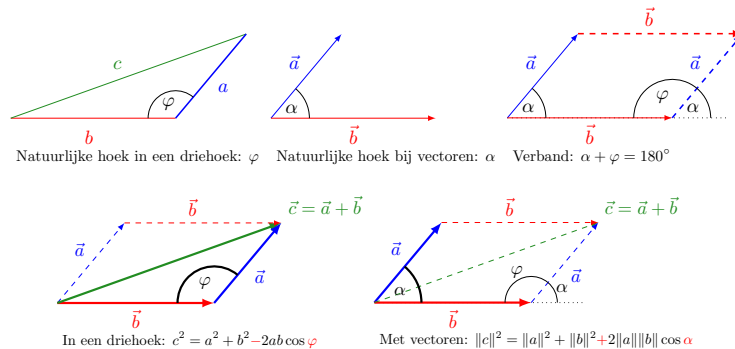 c
φ
a
b
Natuurlijke hoek in een driehoek: φ
a⃗
α
b⃗
Natuurlijke hoek bij vectoren: α
b⃗
a⃗
a⃗
φ
α
α
b⃗
Verband: α + φ = 180°
b⃗
c⃗ = a⃗ + b⃗
a⃗
φ
a⃗
b⃗
In een driehoek: c² = a² + b² −2ab cos φ
b⃗
c⃗ = a⃗ + b⃗
a⃗
φ
a⃗
α
α
b⃗
Met vectoren: ‖c‖² = ‖a‖² + ‖b‖² +2‖a‖‖b‖ cos α